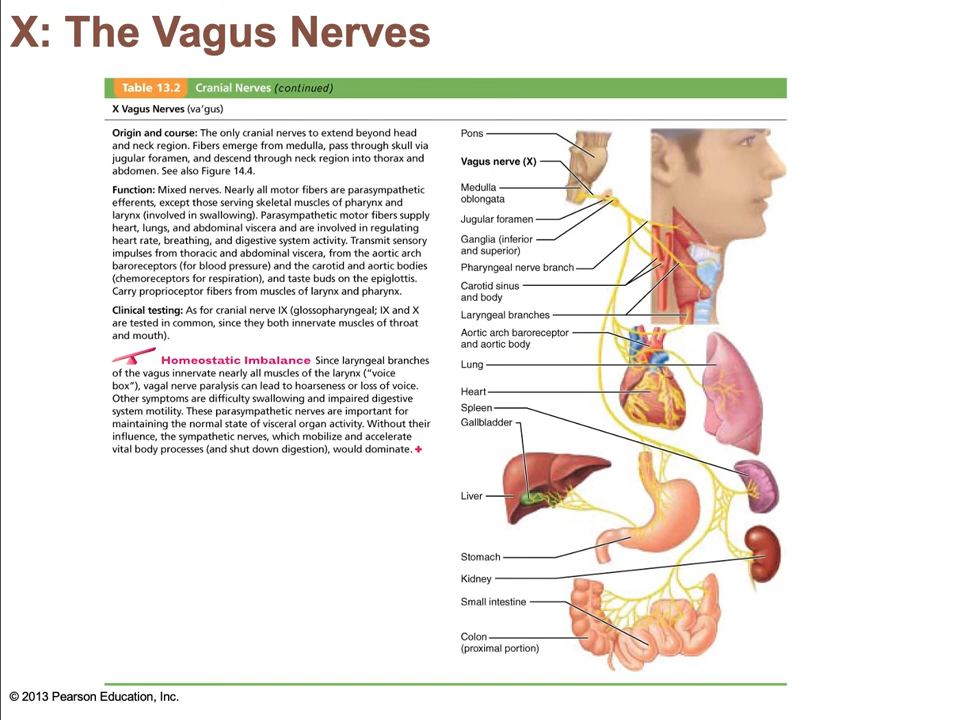 X: The Vagus Nerves
Table 13.2 Cranial Nerves (continued)
X Vagus Nerves (va′gus)
Origin and course: The only cranial nerves to extend beyond head
and neck region. Fibers emerge from medulla, pass through skull via
jugular foramen, and descend through neck region into thorax and
abdomen. See also Figure 14.4.
Function: Mixed nerves. Nearly all motor fibers are parasympathetic
efferents, except those serving skeletal muscles of pharynx and
larynx (involved in swallowing). Parasympathetic motor fibers supply
heart, lungs, and abdominal viscera and are involved in regulating
heart rate, breathing, and digestive system activity. Transmit sensory
impulses from thoracic and abdominal viscera, from the aortic arch
baroreceptors (for blood pressure) and the carotid and aortic bodies
(chemoreceptors for respiration), and taste buds on the epiglottis.
Carry proprioceptor fibers from muscles of larynx and pharynx.
Clinical testing: As for cranial nerve IX (glossopharyngeal; IX and X
are tested in common, since they both innervate muscles of throat
and mouth).
Homeostatic Imbalance Since laryngeal branches
of the vagus innervate nearly all muscles of the larynx (“voice
box”), vagal nerve paralysis can lead to hoarseness or loss of voice.
Other symptoms are difficulty swallowing and impaired digestive
system motility. These parasympathetic nerves are important for
maintaining the normal state of visceral organ activity. Without their
influence, the sympathetic nerves, which mobilize and accelerate
vital body processes (and shut down digestion), would dominate.
Pons
Vagus nerve (X)
Medulla
oblongata
Jugular foramen
Ganglia (inferior
and superior)
Pharyngeal nerve branch
Carotid sinus
and body
Laryngeal branches
Aortic arch baroreceptor
and aortic body
Lung
Heart
Spleen
Gallbladder
Liver
Stomach
Kidney
Small intestine
Colon
(proximal portion)
© 2013 Pearson Education, Inc.